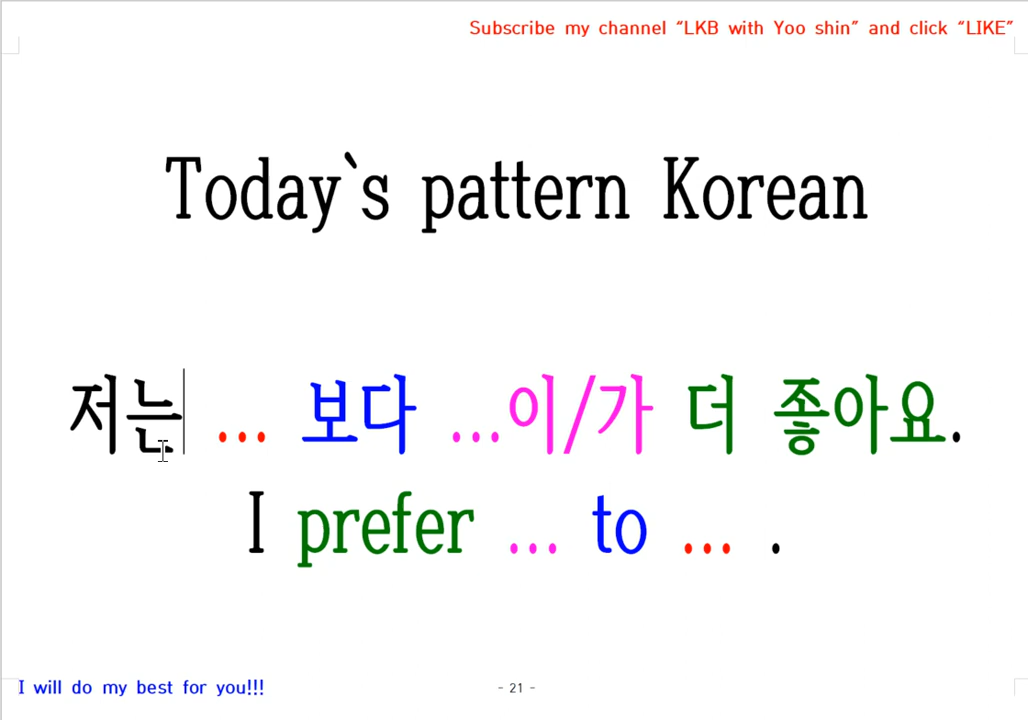 Subscribe my channel “LKB with Yoo shin” and click “LIKE”
Today`s pattern Korean
저는 ... 보다 ...이/가 더 좋아요.
I prefer ... to ... .
I will do my best for you!!!
- 21 -